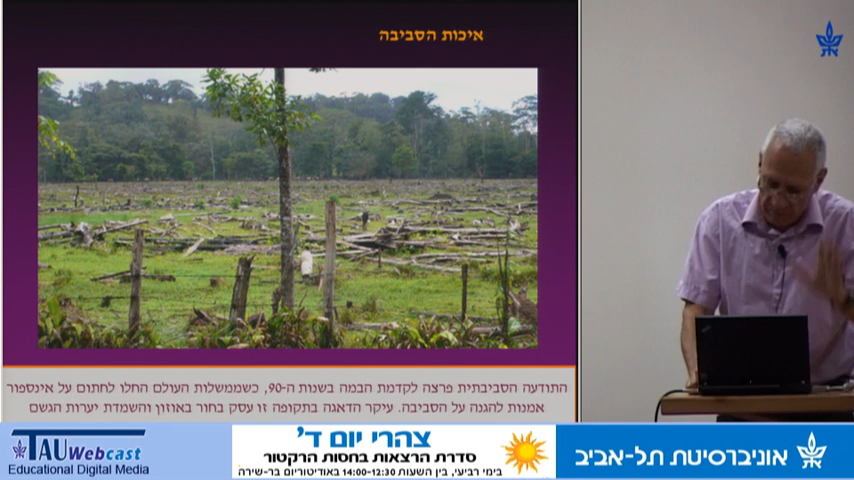 איכות הסביבה
התודעה הסביבתית פרצה לקדמת הבמה בשנות ה-90, כשממשלות העולם החלו לחתום על אינספור
אמנות להגנה על הסביבה. עיקר הדאגה בתקופה זו עסק בחור באוזון והשמדת יערות הגשם
TAU Webcast
Educational Digital Media
צהרי יום ד'
סדרת הרצאות בחסות הרקטור
בימי רביעי, בין השעות 14:00-12:30 באודיטוריום בר-שירה
אוניברסיטת תל-אביב